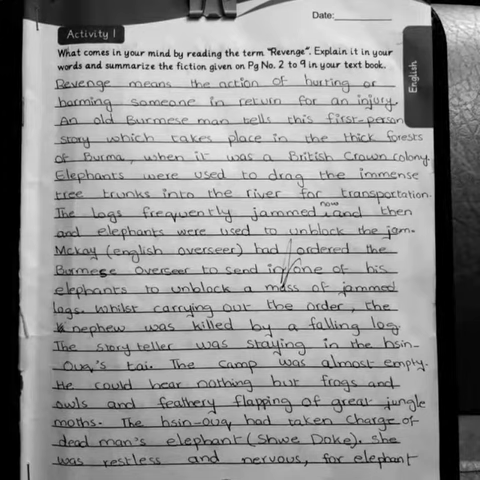 Date:
Activity 1
What comes in your mind by reading the term "Revenge". Explain it in your
words and summarize the fiction given on Pg No. 2 to 9 in your text book.
English
Revenge means the action of hurting or
harming someone in return for an injury.
An old Burmese man tells this first-person
story which takes place in the thick forests
of Burma, when it was a British Crown colony.
Elephants were used to drag the immense
tree trunks into the river for transportation.
The logs frequently jammed now and then
and elephants were used to unblock the jam.
Mckay (english overseer) had ordered the
Burmese overseer to send in one of his
elephants to unblock a mass of jammed
logs. Whilst carrying out the order, the
nephew was killed by a falling log.
The story teller was staying in the hsin-
ouq's tai. The camp was almost empty.
He could hear nothing but frogs and
owls and feathery flapping of great jungle
moths. The hsin-ouq had taken charge of
dead man's elephant (Shwe Doke). She
was restless and nervous, for elephant